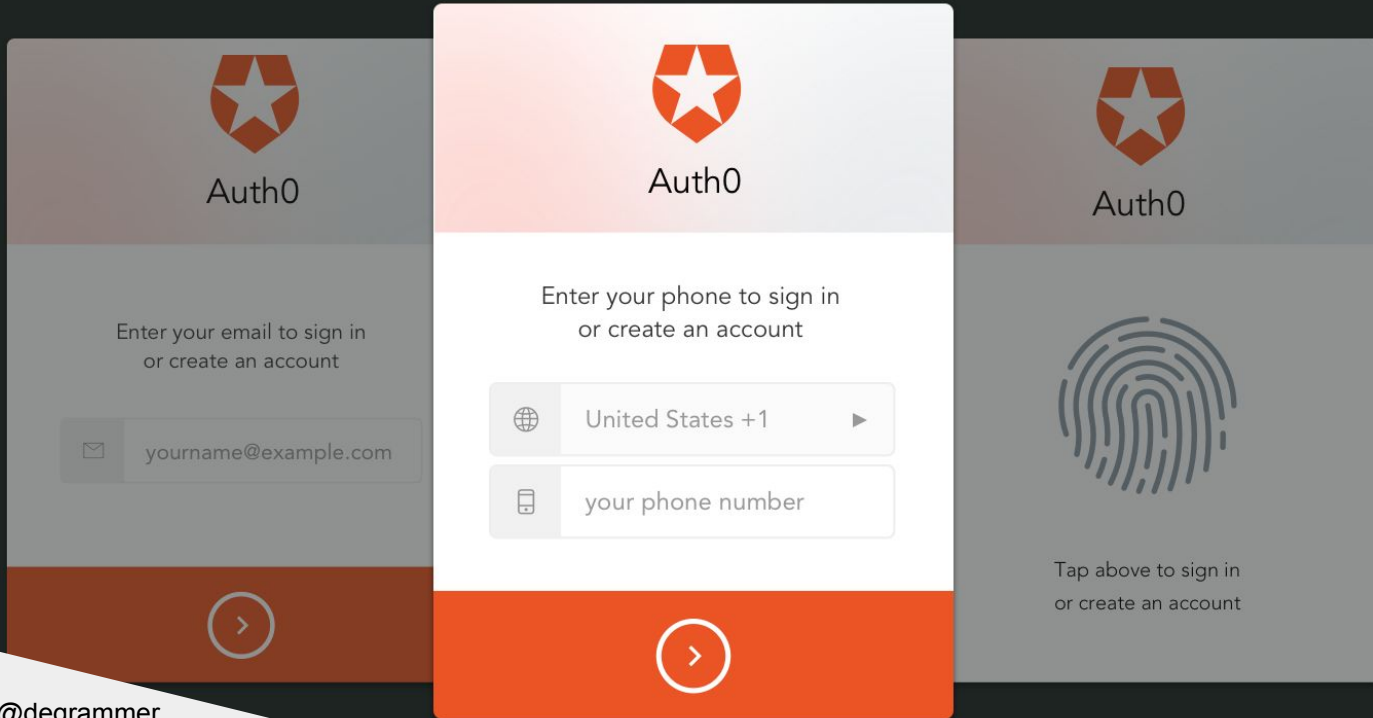 Auth0
Enter your email to sign in
or create an account
yourname@example.com
Auth0
Enter your phone to sign in
or create an account
United States +1
your phone number
Auth0
Tap above to sign in
or create an account
@degrammer